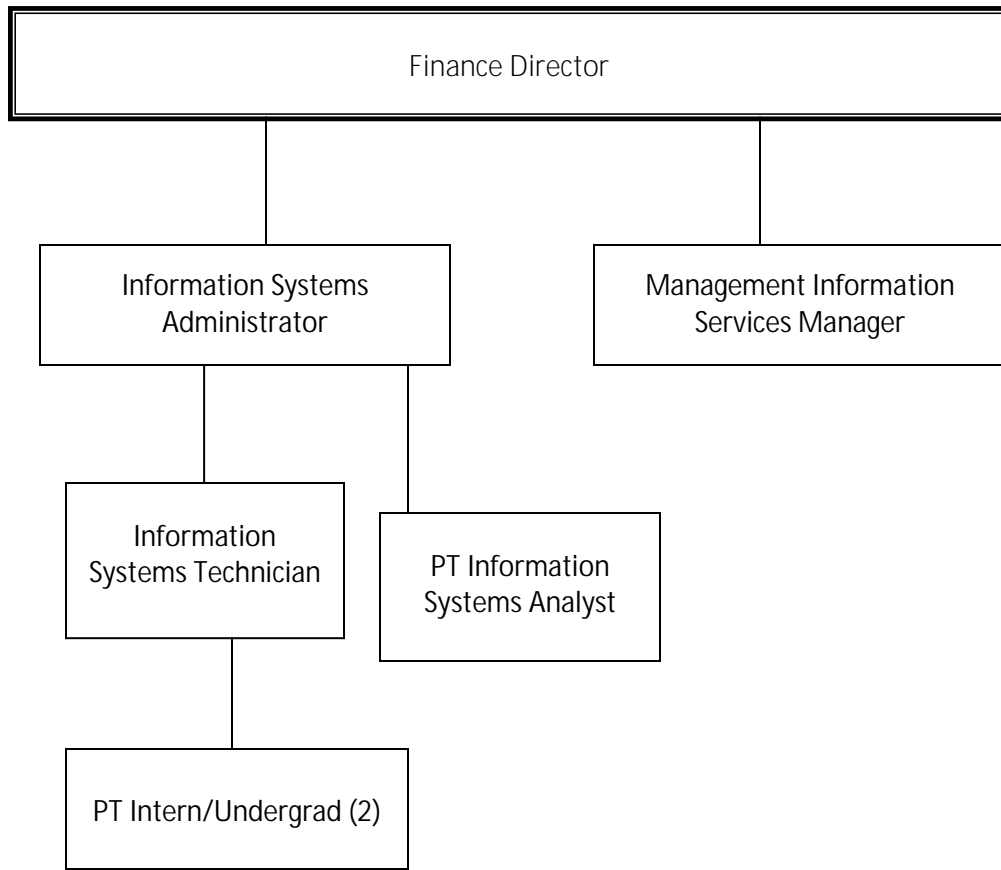 Finance Director
Information Systems
Administrator
Management Information
Services Manager
Information
Systems Technician
PT Information
Systems Analyst
PT Intern/Undergrad (2)